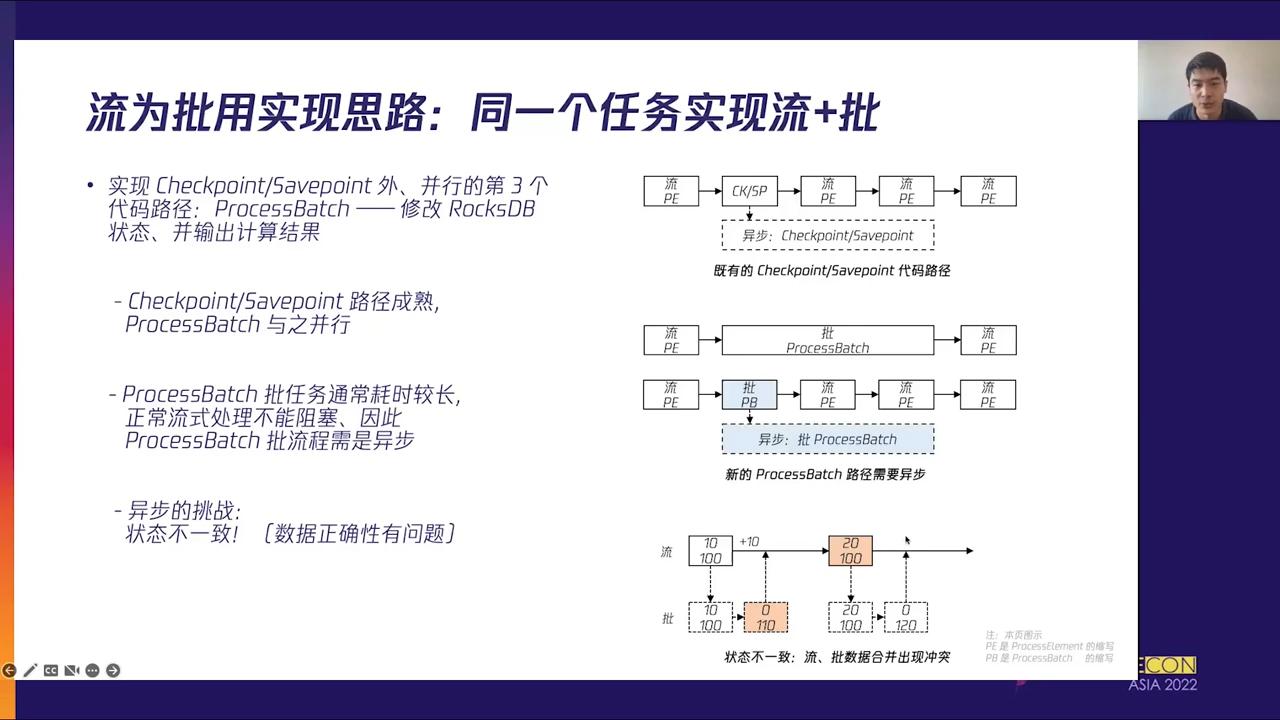 流为批用实现思路：同一个任务实现流+批
• 实现 Checkpoint/Savepoint 外、并行的第 3 个
代码路径：ProcessBatch —— 修改 RocksDB
状态、并输出计算结果
- Checkpoint/Savepoint 路径成熟，
ProcessBatch 与之并行
- ProcessBatch 批任务通常耗时较长，
正常流式处理不能阻塞、因此
ProcessBatch 批流程需是异步
- 异步的挑战：
状态不一致！（数据正确性有问题）
流
PE
CK/SP
流
PE
流
PE
流
PE
异步：Checkpoint/Savepoint
既有的 Checkpoint/Savepoint 代码路径
流
PE
批
ProcessBatch
流
PE
流
PE
批
PB
流
PE
流
PE
流
PE
异步：批 ProcessBatch
新的 ProcessBatch 路径需要异步
流
10
100
+10
20
100
批
10
100
0
110
20
100
0
120
状态不一致：流、批数据合并出现冲突
注：本页图示
PE 是 ProcessElement 的缩写
PB 是 ProcessBatch 的缩写
CC
ECON
ASIA 2022